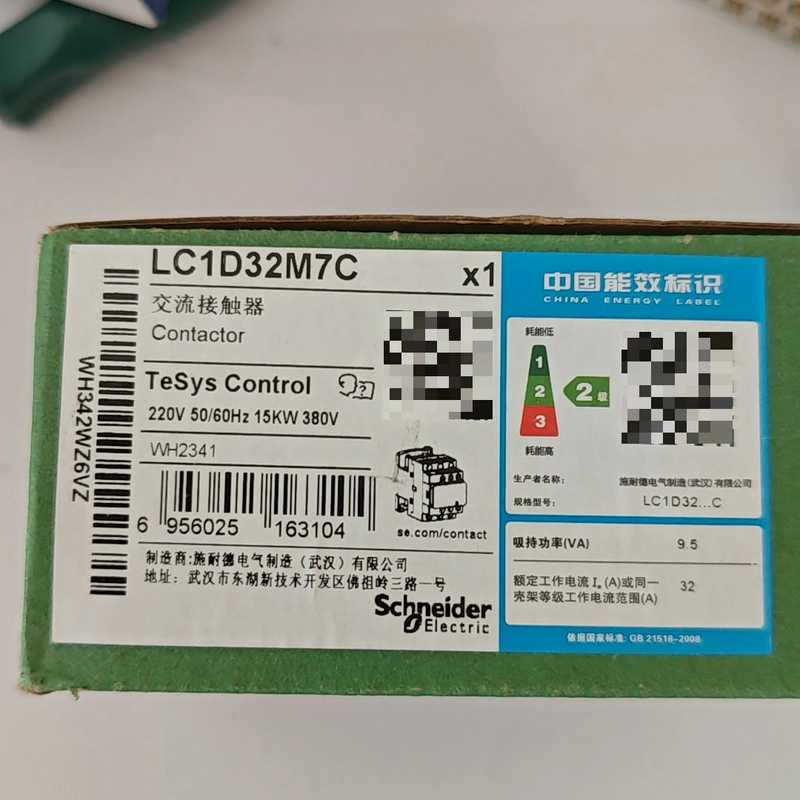 LC1D32M7C
x1
交流接触器
Contactor
TeSys Control
220V 50/60Hz 15KW 380V
WH2341
WH342WZ6VZ
6 956025 163104
se.com/contact
制造商:施耐德电气制造（武汉）有限公司
地址: 武汉市东湖新技术开发区佛祖岭三路一号
Schneider
Electric
中国能效标识
CHINA ENERGY LABEL
耗能低
1
2
3
2级
耗能高
生产者名称: 施耐德电气制造(武汉)有限公司
规格型号: LC1D32...C
吸持功率(VA) 9.5
额定工作电流Iₑ(A)或同一 32
壳架等级工作电流范围(A)
依据国家标准: GB 21518-2008